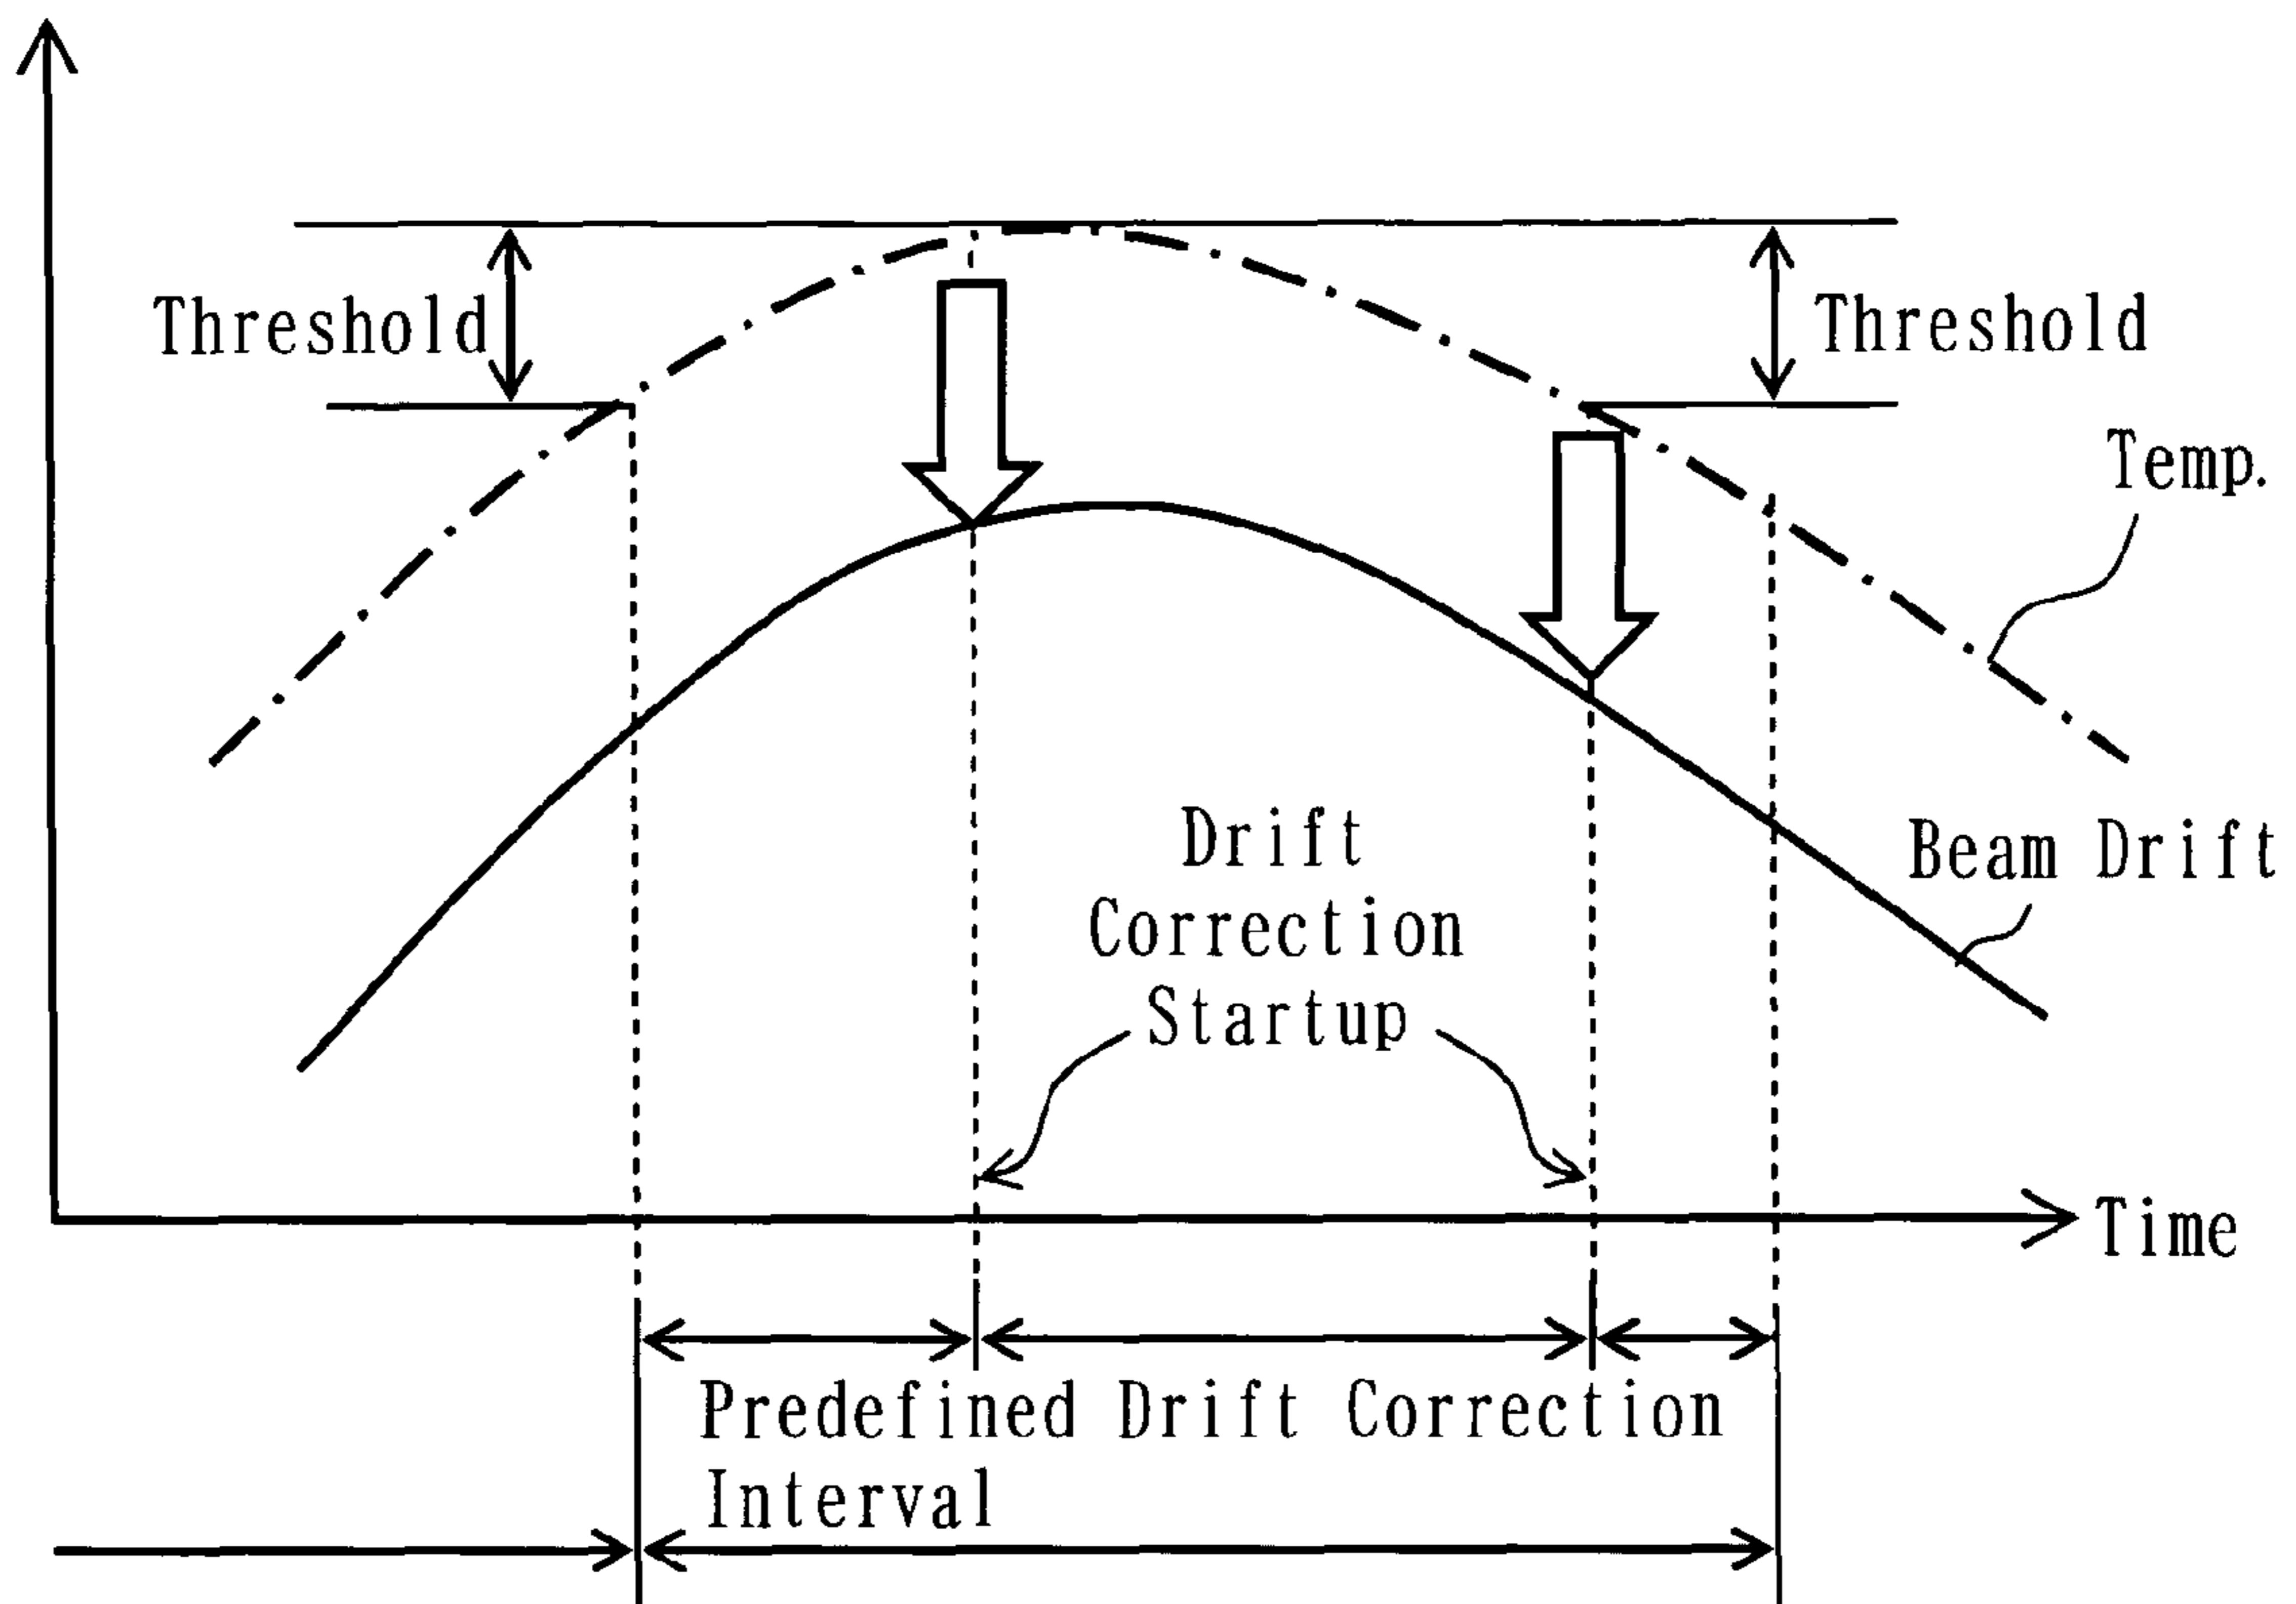 Threshold
Threshold
Temp.
Drift
Correction
Startup
Beam Drift
Time
Predefined Drift Correction
Interval